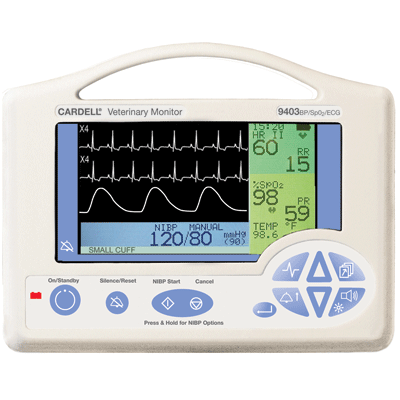 CARDELL® Veterinary Monitor 9403BP/SpO2/ECG
X4
15:20
HR II
60 RR
15
X4
%SpO2
98 PR
59
NIBP MANUAL
120/80 mmHg
(90)
TEMP °F
98.6
SMALL CUFF
On/Standby Silence/Reset NIBP Start Cancel
Press & Hold for NIBP Options